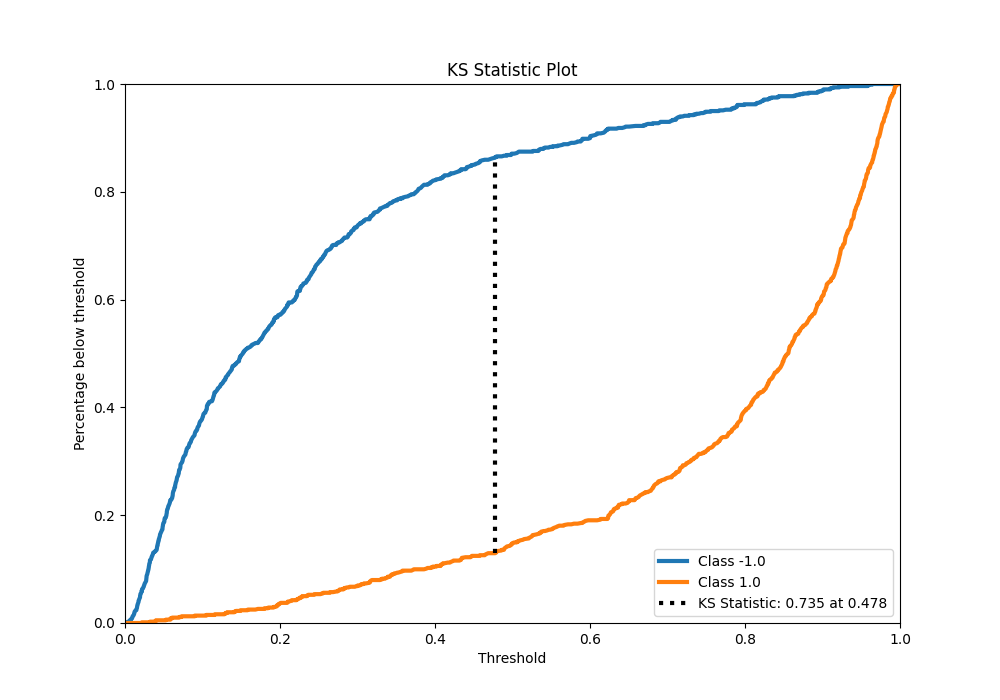 KS Statistic Plot
1.0
0.8
0.6
0.4
0.2
0.0
Percentage below threshold
0.0 0.2 0.4 0.6 0.8 1.0
Threshold
Class -1.0
Class 1.0
KS Statistic: 0.735 at 0.478